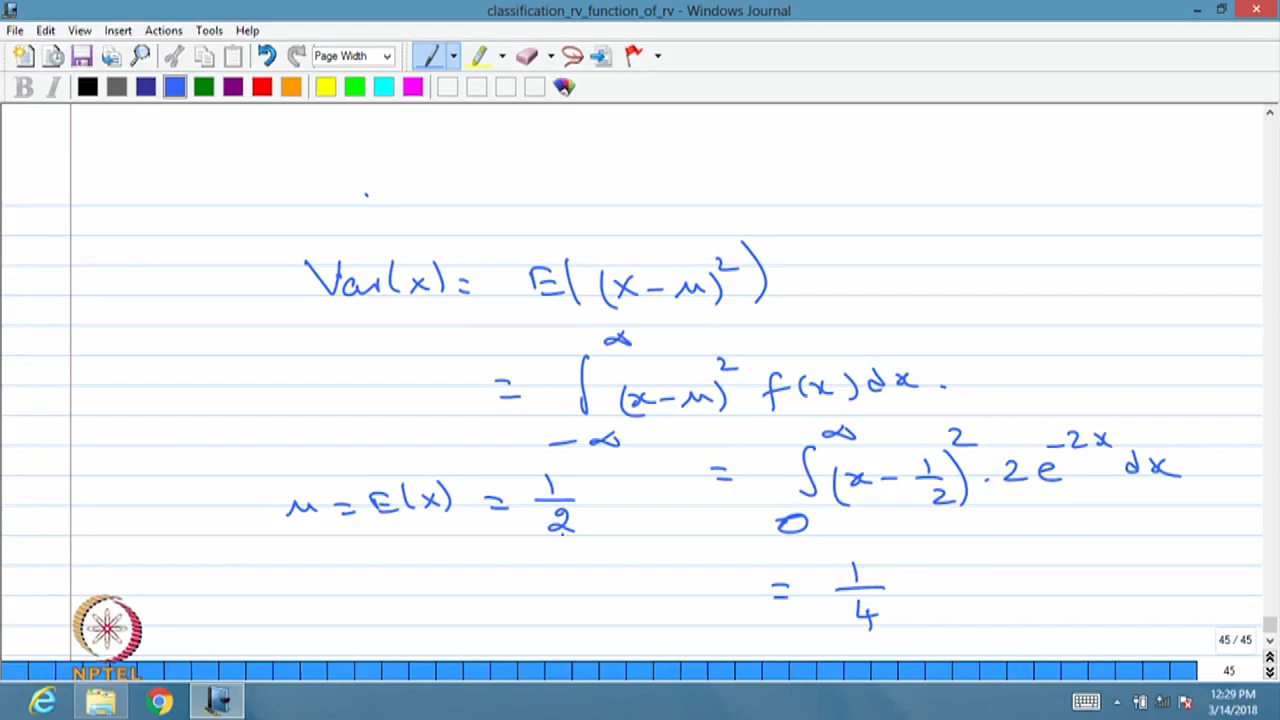 classification_rv_function_of_rv - Windows Journal
File Edit View Insert Actions Tools Help
Page Width
B I
Var(x) = E((x-μ)²)
= ∫_{-∞}^{∞} (x-μ)² f(x) dx .
= ∫_{0}^{∞} (x - 1/2)² . 2 e^{-2x} dx
μ = E(x) = 1/2
= 1/4
NPTEL
45 / 45
45
12:29 PM
3/14/2018